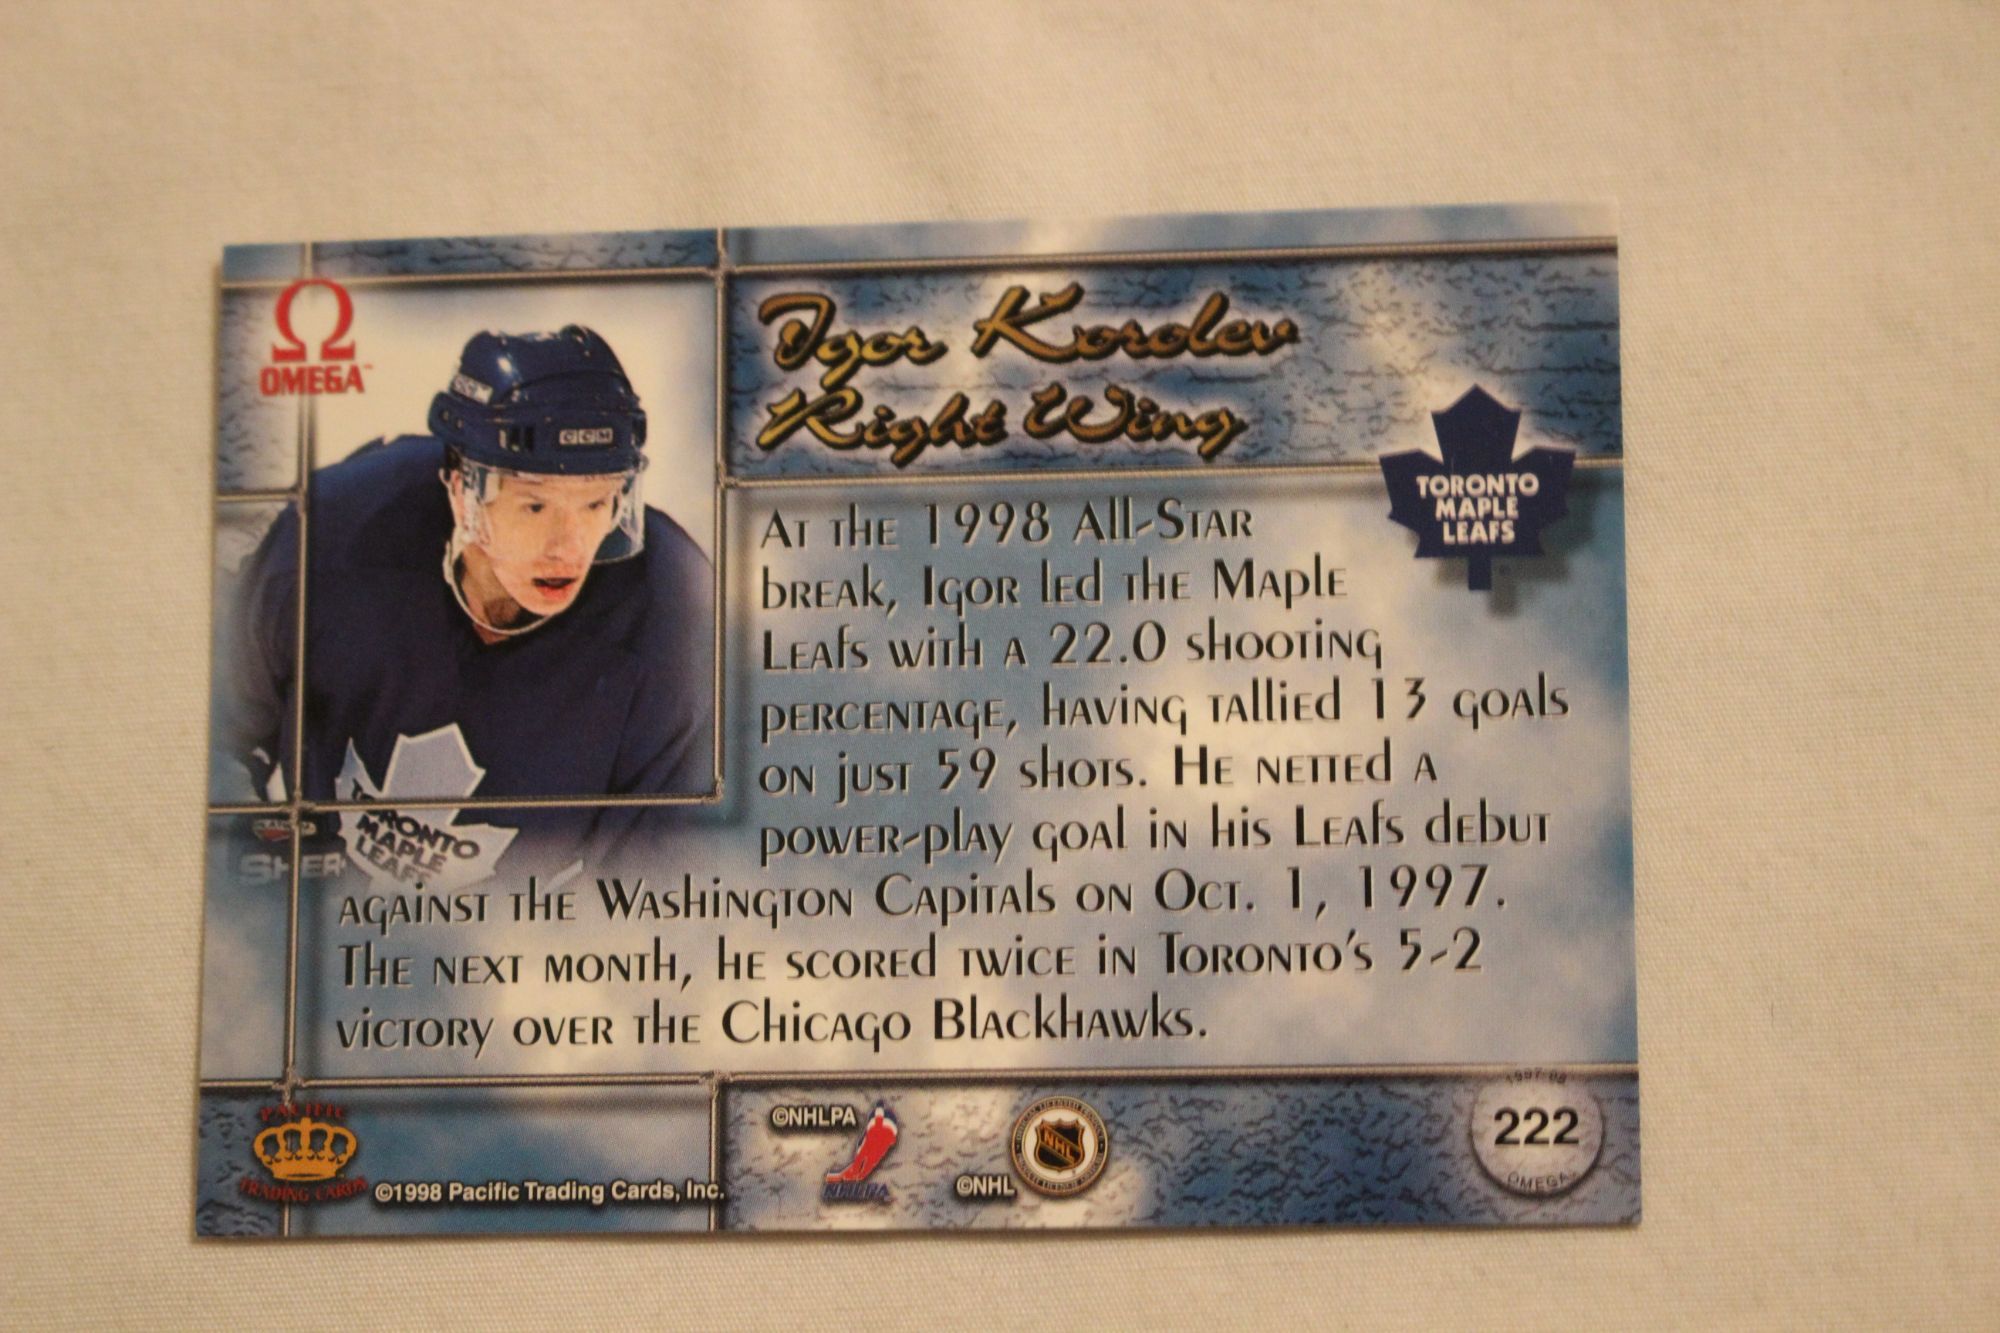 Ω
OMEGA™
Igor Korolev
Right Wing
CCM
CCM
TORONTO
MAPLE
LEAFS
At the 1998 All-Star
break, Igor led the Maple
Leafs with a 22.0 shooting
percentage, having tallied 13 goals
on just 59 shots. He netted a
power-play goal in his Leafs debut
against the Washington Capitals on Oct. 1, 1997.
The next month, he scored twice in Toronto's 5-2
victory over the Chicago Blackhawks.
TORONTO
MAPLE
LEAFS
SHER
PACIFIC
TRADING CARDS
©1998 Pacific Trading Cards, Inc.
©NHLPA
NHLPA
©NHL
NHL
1997-98
222
OMEGA